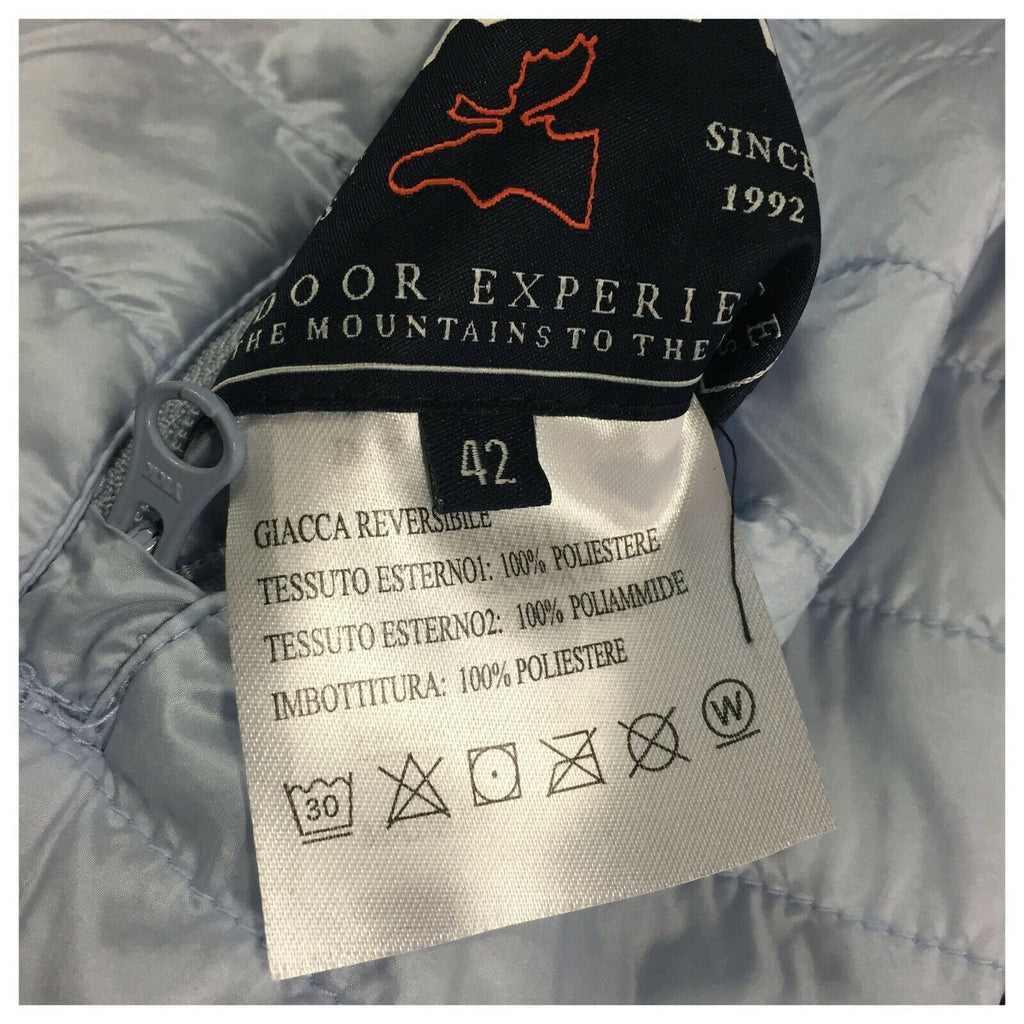 SINCE
1992
DOOR EXPERIE
THE MOUNTAINS TO THE
42
GIACCA REVERSIBILE
TESSUTO ESTERNO1: 100% POLIESTERE
TESSUTO ESTERNO2: 100% POLIAMMIDE
IMBOTTITURA: 100% POLIESTERE
30
W